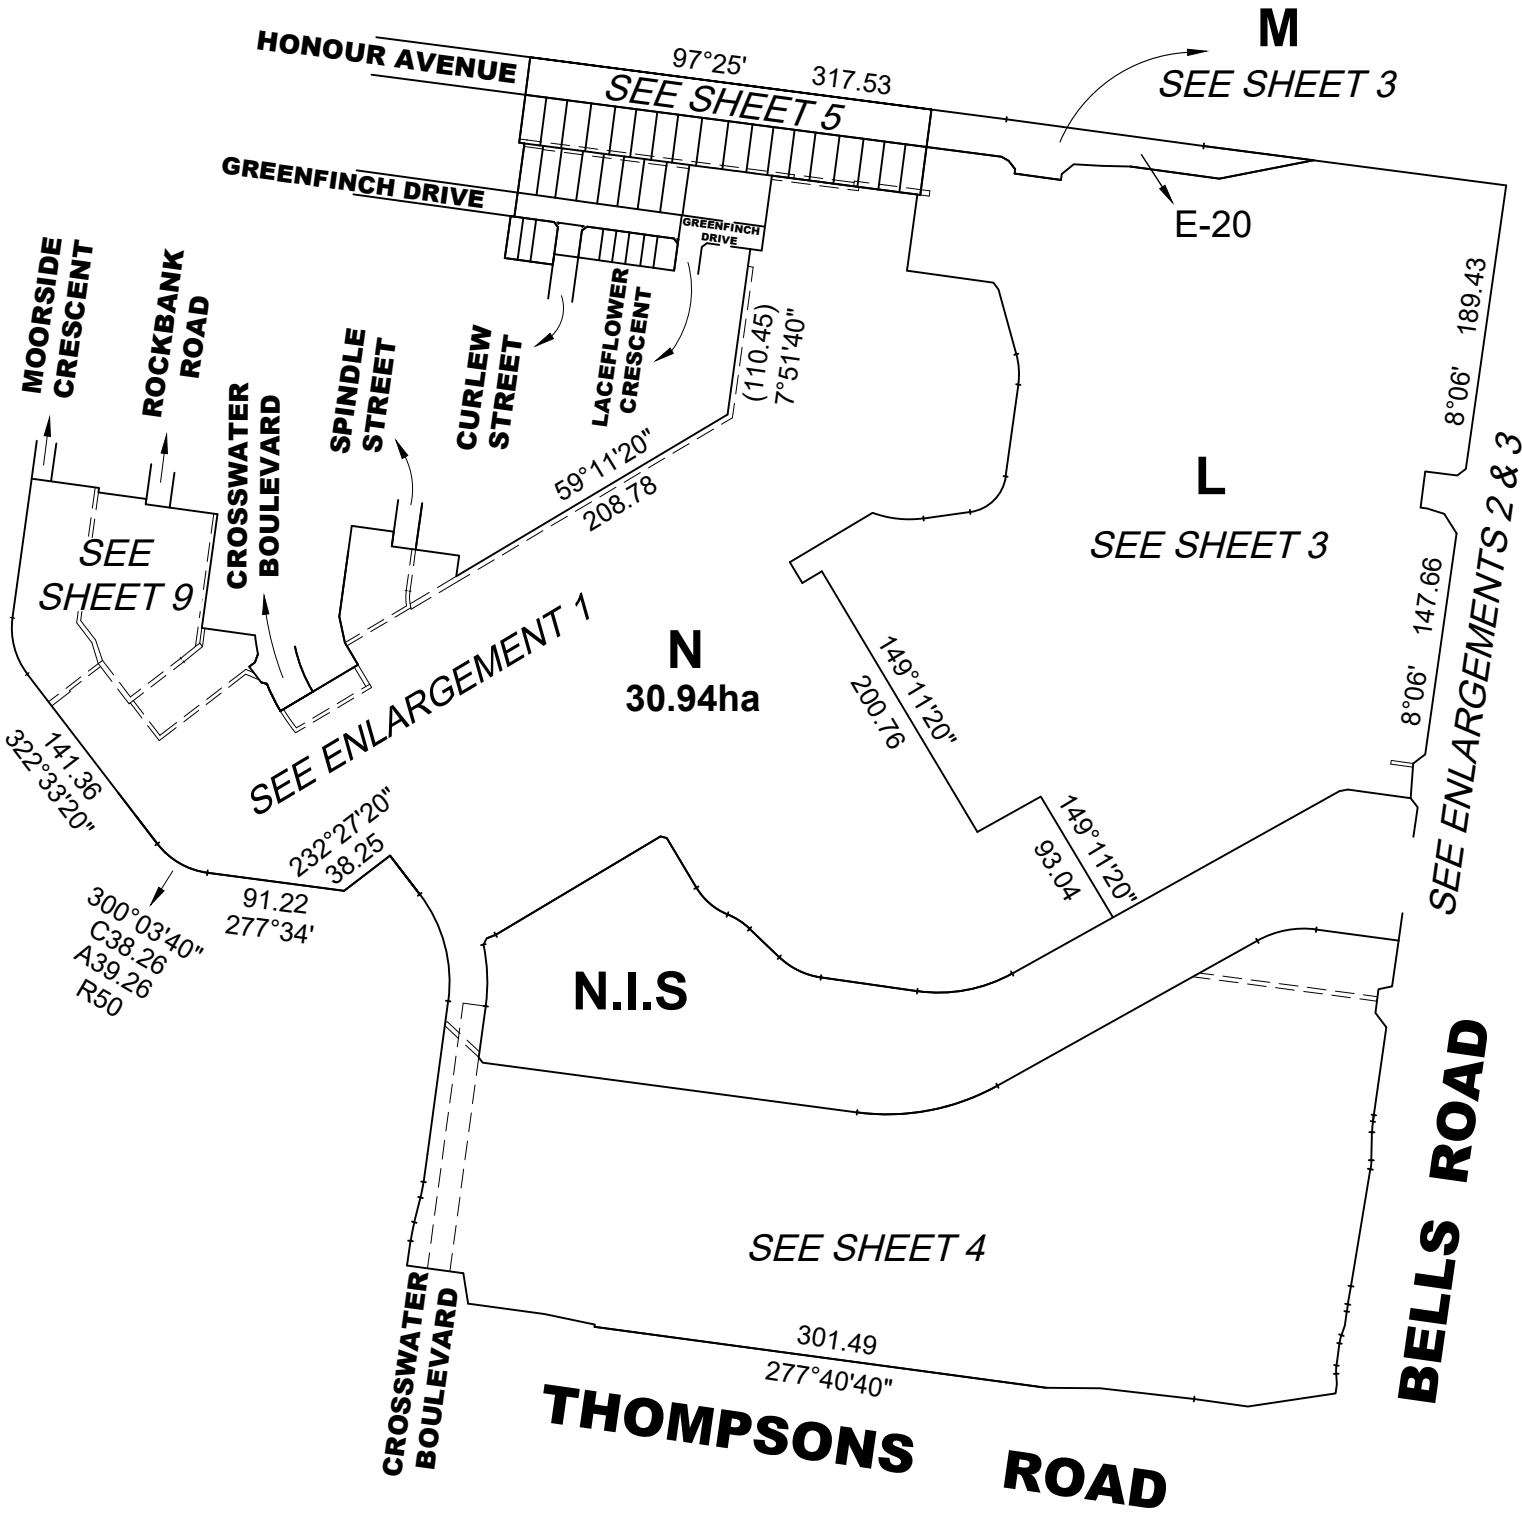 M
SEE SHEET 3
HONOUR AVENUE
97°25' 317.53
SEE SHEET 5
GREENFINCH DRIVE
GREENFINCH
DRIVE
E-20
MOORSIDE
CRESCENT
ROCKBANK
ROAD
CROSSWATER
BOULEVARD
SPINDLE
STREET
CURLEW
STREET
LACEFLOWER
CRESCENT
(110.45)
7°51'40"
8°06' 189.43
59°11'20"
208.78
L
SEE SHEET 3
SEE ENLARGEMENTS 2 & 3
SEE
SHEET 9
8°06' 147.66
N
30.94ha
149°11'20"
200.76
SEE ENLARGEMENT 1
141.36
322°33'20"
232°27'20"
38.25
149°11'20"
93.04
91.22
277°34'
300°03'40"
C38.26
A39.26
R50
N.I.S
SEE SHEET 4
BELLS ROAD
CROSSWATER
BOULEVARD
301.49
277°40'40"
THOMPSONS ROAD